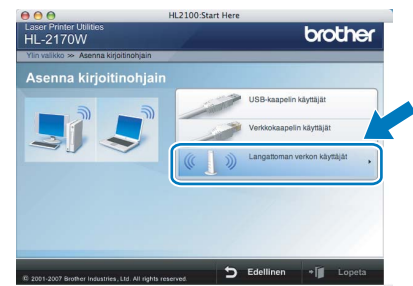 HL2100:Start Here
Laser Printer Utilities
HL-2170W
brother
Ylin valikko >> Asenna kirjoitinohjain
Asenna kirjoitinohjain
USB-kaapelin käyttäjät
Verkkokaapelin käyttäjät
Langattoman verkon käyttäjät
© 2001-2007 Brother Industries, Ltd. All rights reserved
Edellinen
Lopeta